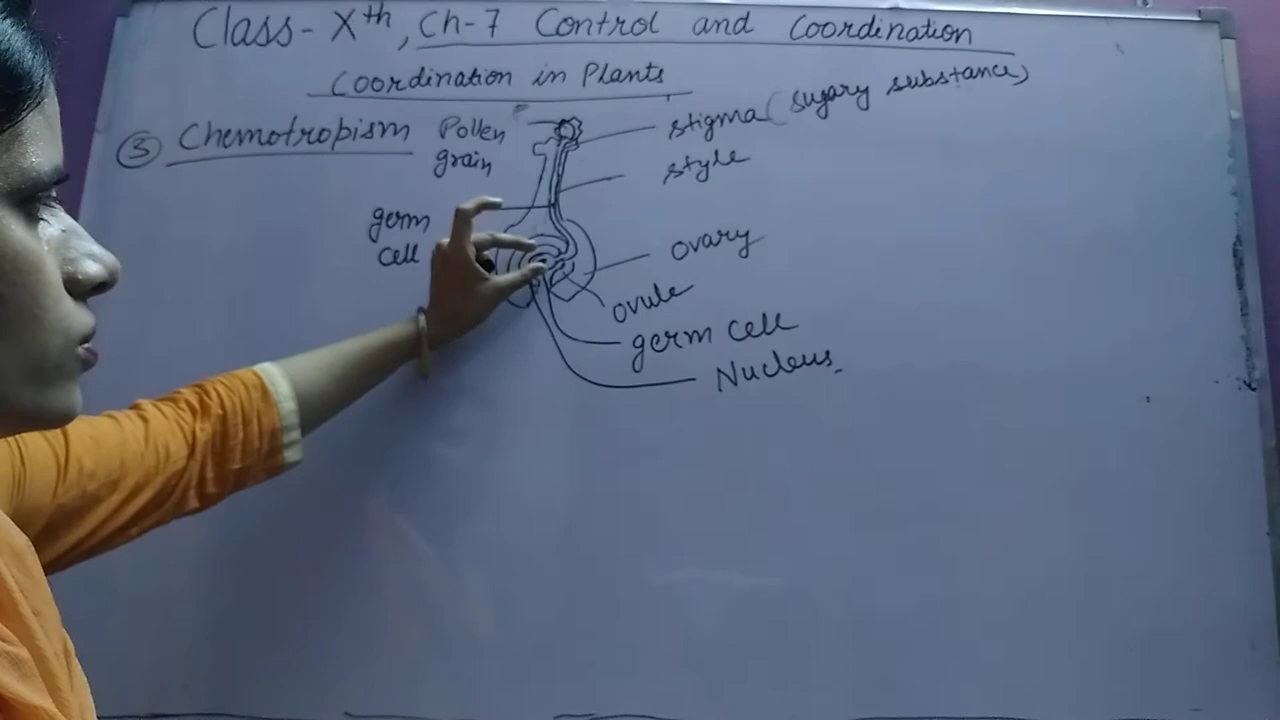 Class - Xth, Ch-7 Control and Coordination
Coordination in Plants
③ Chemotropism
Pollen grain
stigma (sugary substance)
style
germ cell
ovary
ovule
germ cell
Nucleus